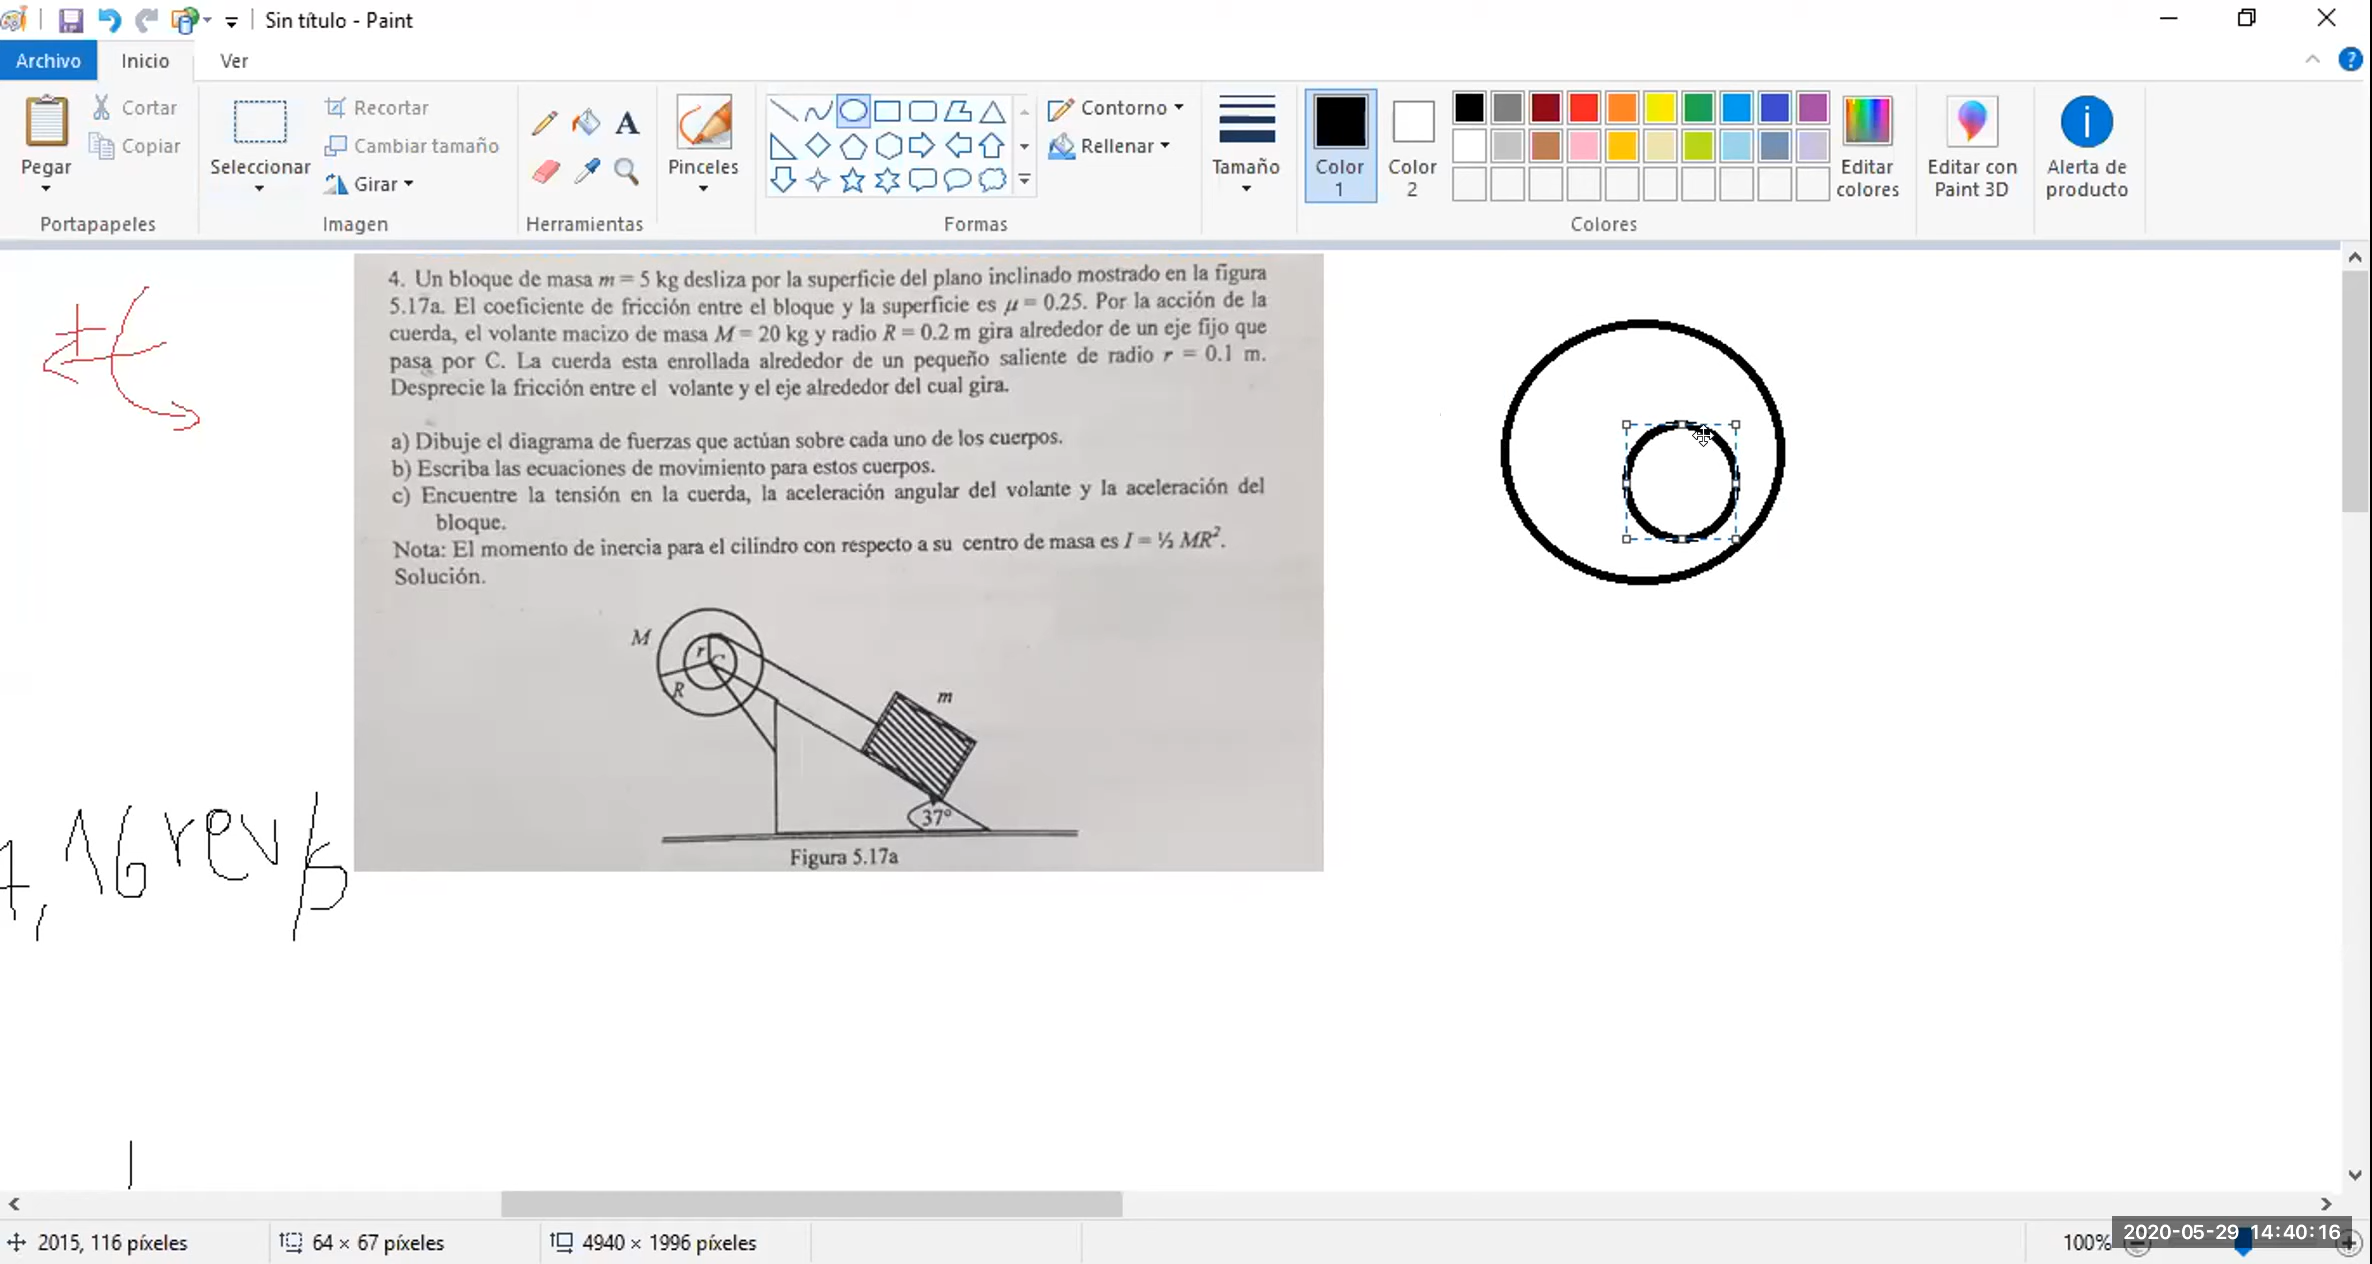 Sin título - Paint
Archivo Inicio Ver
Pegar
Cortar
Copiar
Portapapeles
Seleccionar
Recortar
Cambiar tamaño
Girar
Imagen
A
Herramientas
Pinceles
Formas
Contorno
Rellenar
Tamaño
Color 1
Color 2
Colores
Editar colores
Editar con Paint 3D
Alerta de producto
4. Un bloque de masa m = 5 kg desliza por la superficie del plano inclinado mostrado en la figura
5.17a. El coeficiente de fricción entre el bloque y la superficie es μ = 0.25. Por la acción de la
cuerda, el volante macizo de masa M = 20 kg y radio R = 0.2 m gira alrededor de un eje fijo que
pasa por C. La cuerda esta enrollada alrededor de un pequeño saliente de radio r = 0.1 m.
Desprecie la fricción entre el volante y el eje alrededor del cual gira.
a) Dibuje el diagrama de fuerzas que actúan sobre cada uno de los cuerpos.
b) Escriba las ecuaciones de movimiento para estos cuerpos.
c) Encuentre la tensión en la cuerda, la aceleración angular del volante y la aceleración del
bloque.
Nota: El momento de inercia para el cilindro con respecto a su centro de masa es I = ½ MR².
Solución.
M
r
C
R
m
37°
Figura 5.17a
+
,16 rev/s
2015, 116 píxeles
64 × 67 píxeles
4940 × 1996 píxeles
100%
2020-05-29 14:40:16